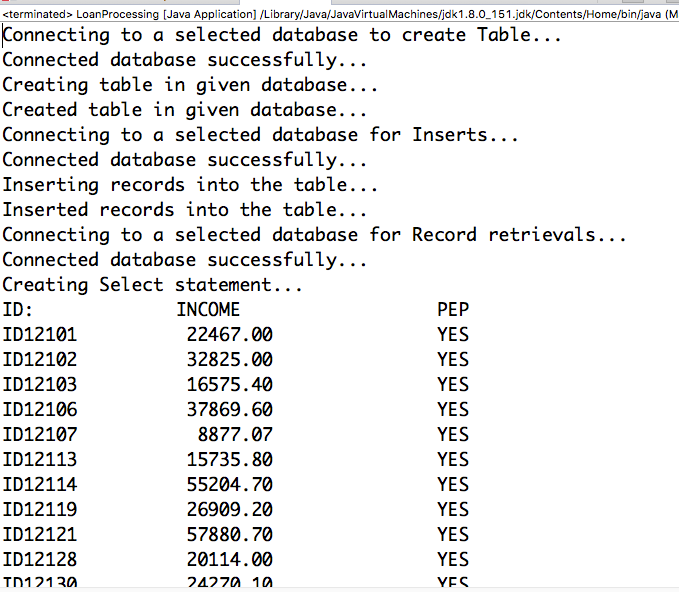 <terminated> LoanProcessing [Java Application] /Library/Java/JavaVirtualMachines/jdk1.8.0_151.jdk/Contents/Home/bin/java (M
Connecting to a selected database to create Table...
Connected database successfully...
Creating table in given database...
Created table in given database...
Connecting to a selected database for Inserts...
Connected database successfully...
Inserting records into the table...
Inserted records into the table...
Connecting to a selected database for Record retrievals...
Connected database successfully...
Creating Select statement...
ID: INCOME PEP
ID12101 22467.00 YES
ID12102 32825.00 YES
ID12103 16575.40 YES
ID12106 37869.60 YES
ID12107 8877.07 YES
ID12113 15735.80 YES
ID12114 55204.70 YES
ID12119 26909.20 YES
ID12121 57880.70 YES
ID12128 20114.00 YES
ID12130 24270.10 YES